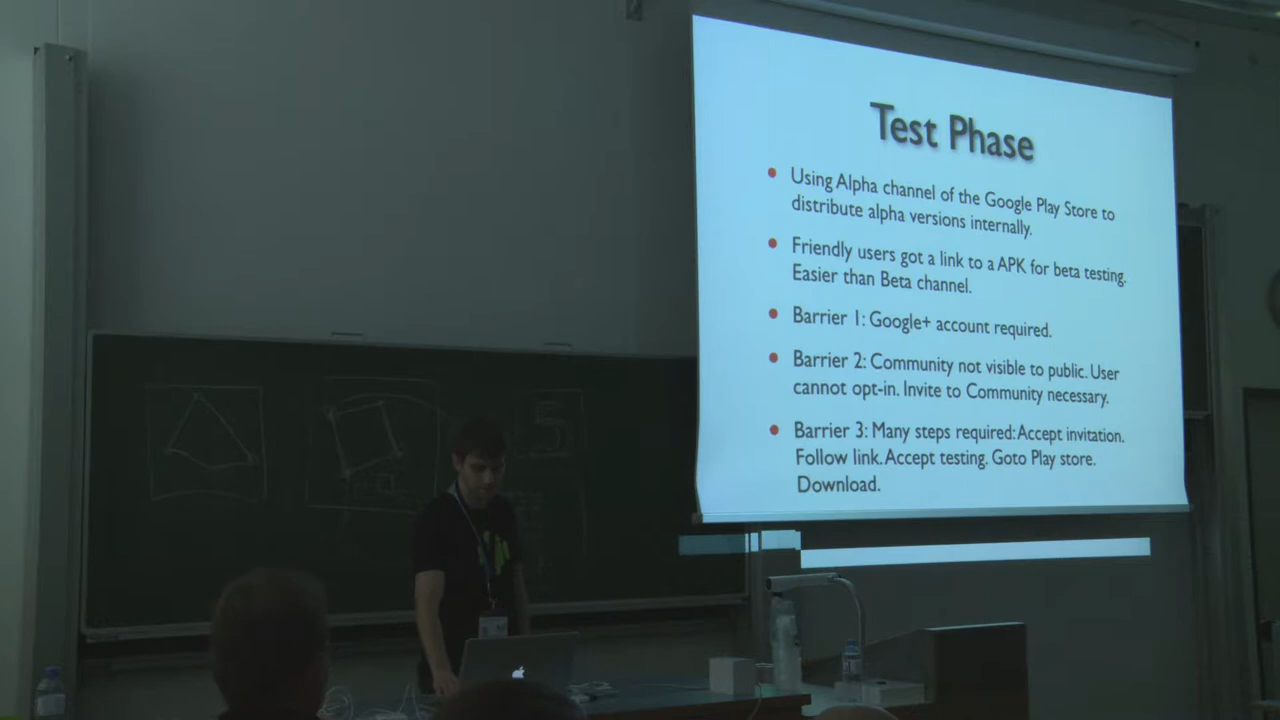 Test Phase
Using Alpha channel of the Google Play Store to
distribute alpha versions internally.
Friendly users got a link to a APK for beta testing.
Easier than Beta channel.
Barrier 1: Google+ account required.
Barrier 2: Community not visible to public. User
cannot opt-in. Invite to Community necessary.
Barrier 3: Many steps required: Accept invitation.
Follow link. Accept testing. Goto Play store.
Download.
15